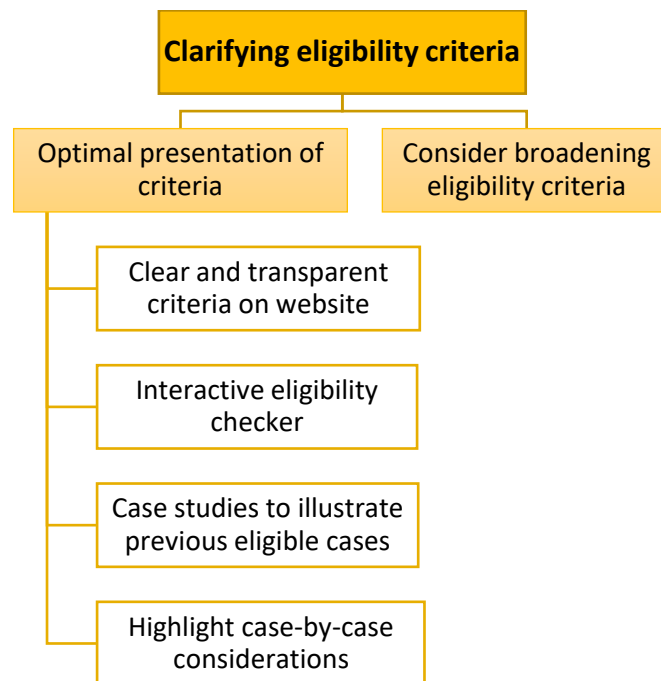 Clarifying eligibility criteria
Optimal presentation of
criteria
Consider broadening
eligibility criteria
Clear and transparent
criteria on website
Interactive eligibility
checker
Case studies to illustrate
previous eligible cases
Highlight case-by-case
considerations